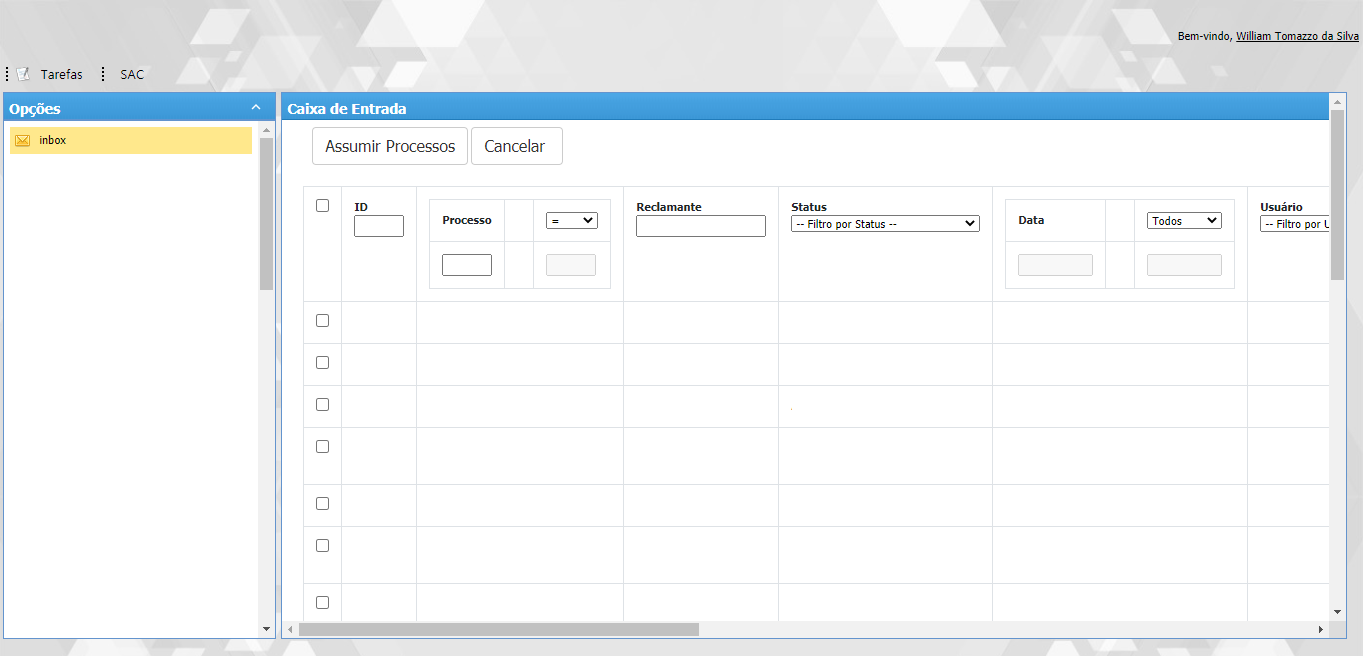 Bem-vindo, William Tomazzo da Silva
Tarefas SAC
Opções
inbox
Caixa de Entrada
Assumir Processos Cancelar
ID
Processo
=
Reclamante
Status
-- Filtro por Status --
Data
Todos
Usuário
-- Filtro por U